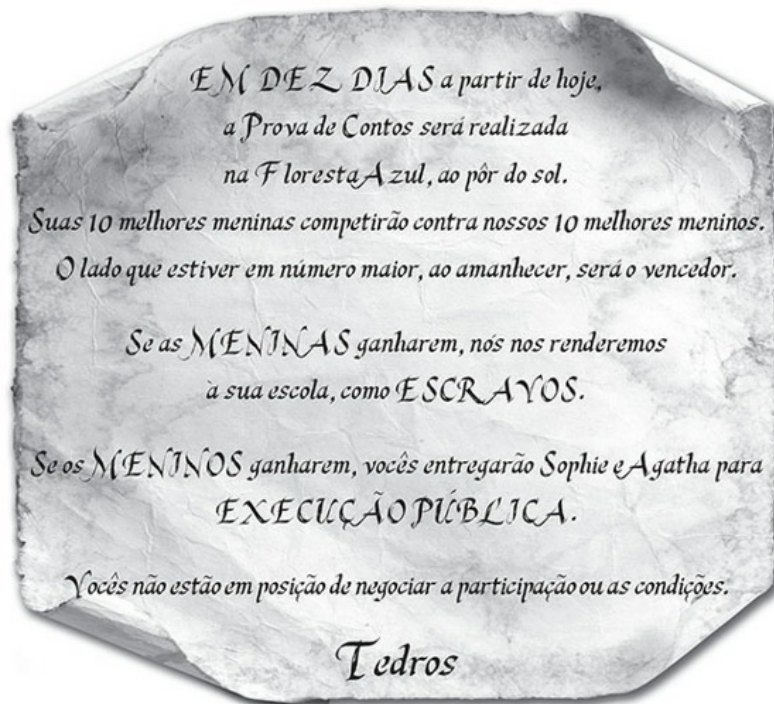 EM DEZ DIAS a partir de hoje,
a Prova de Contos será realizada
na Floresta Azul, ao pôr do sol.
Suas 10 melhores meninas competirão contra nossos 10 melhores meninos.
O lado que estiver em número maior, ao amanhecer, será o vencedor.
Se as MENINAS ganharem, nós nos renderemos
à sua escola, como ESCRAVOS.
Se os MENINOS ganharem, vocês entregarão Sophie e Agatha para
EXECUÇÃO PÚBLICA.
Vocês não estão em posição de negociar a participação ou as condições.
Tedros